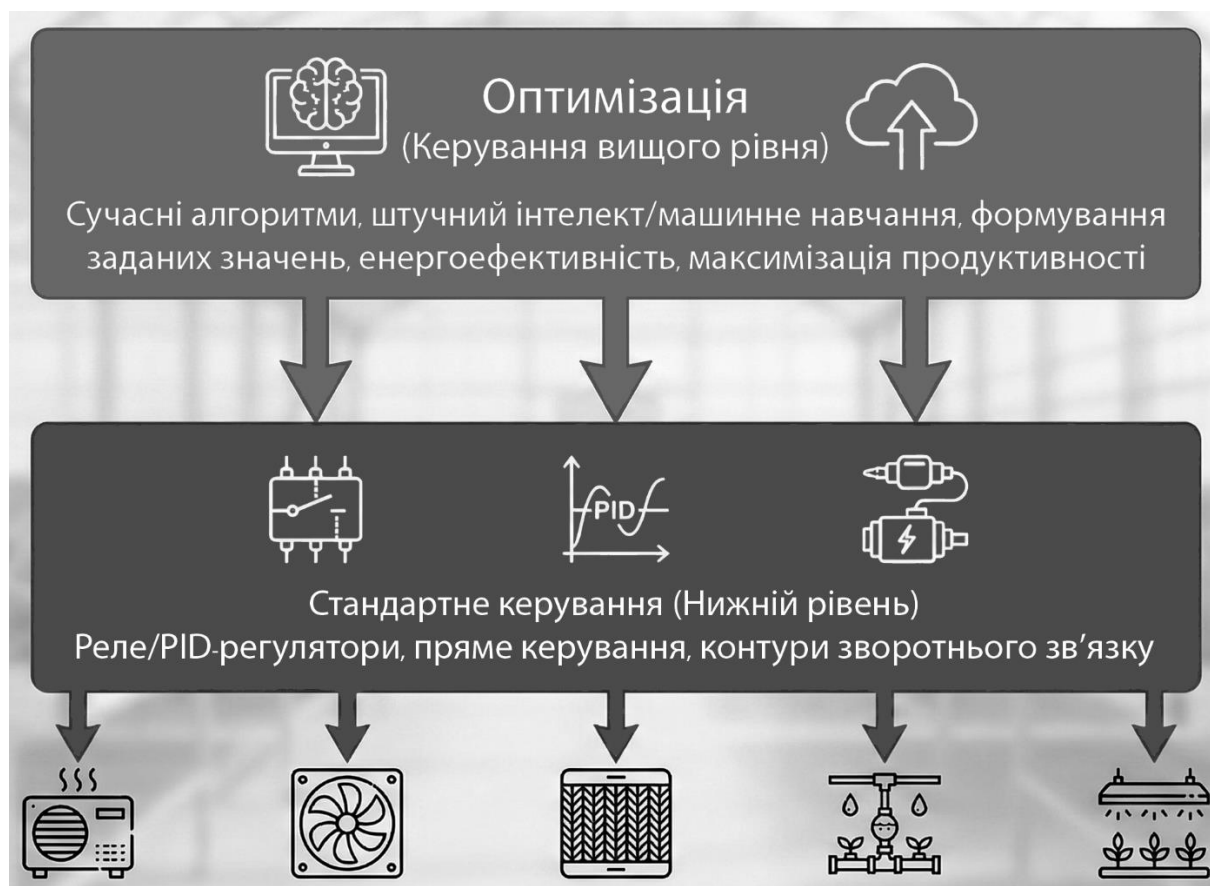 Оптимізація
(Керування вищого рівня)
Сучасні алгоритми, штучний інтелект/машинне навчання, формування
заданих значень, енергоефективність, максимізація продуктивності
PID
Стандартне керування (Нижній рівень)
Реле/PID-регулятори, пряме керування, контури зворотнього зв’язку